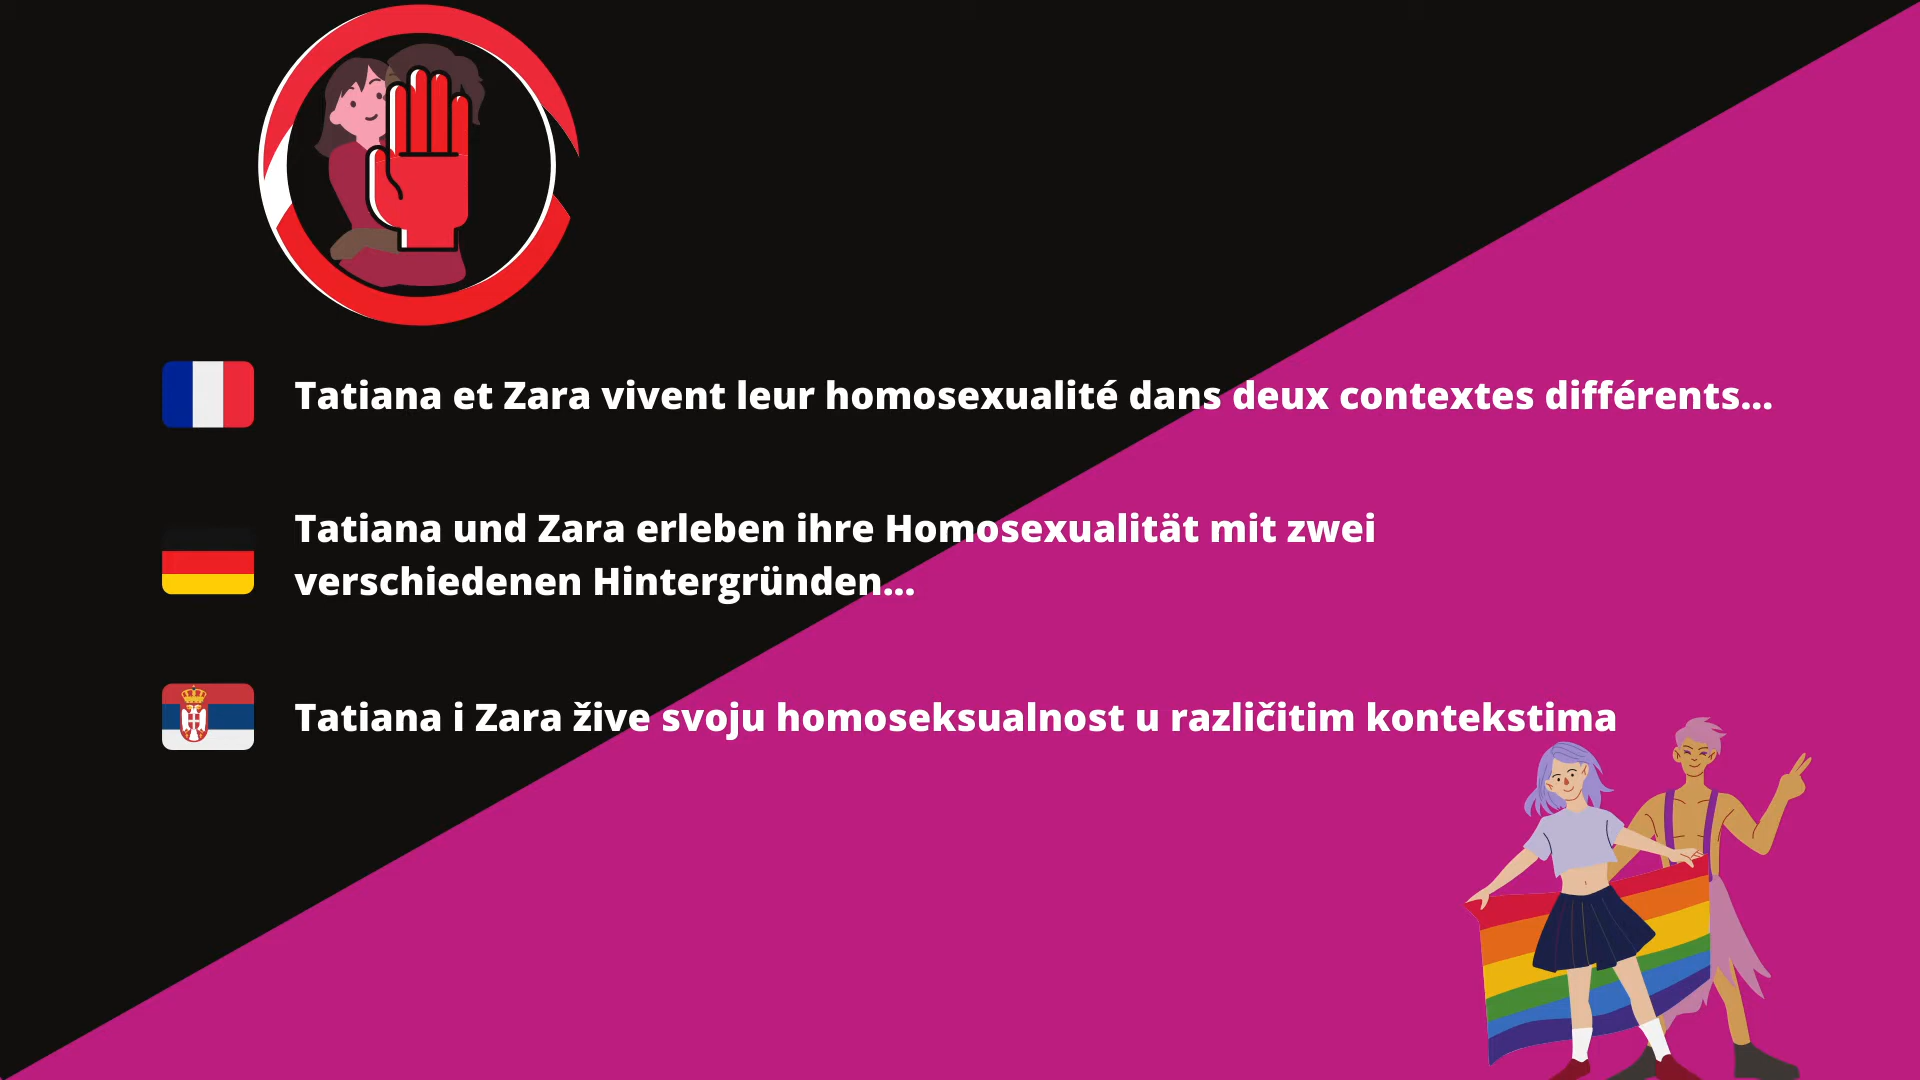 Tatiana et Zara vivent leur homosexualité dans deux contextes différents...
Tatiana und Zara erleben ihre Homosexualität mit zwei
verschiedenen Hintergründen...
Tatiana i Zara žive svoju homoseksualnost u različitim kontekstima